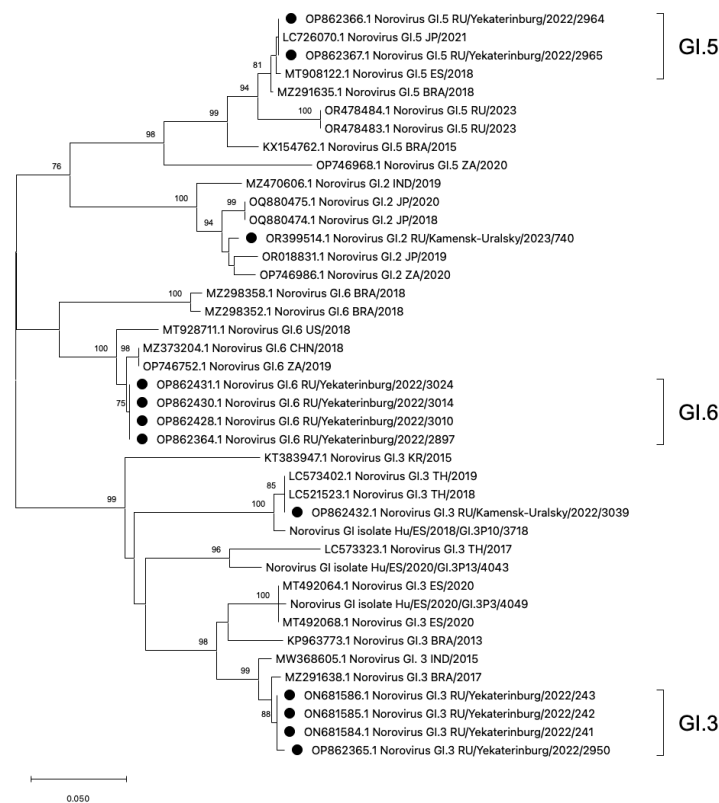 OP862366.1 Norovirus GI.5 RU/Yekaterinburg/2022/2964
LC726070.1 Norovirus GI.5 JP/2021
GI.5
OP862367.1 Norovirus GI.5 RU/Yekaterinburg/2022/2965
81
MT908122.1 Norovirus GI.5 ES/2018
94
MZ291635.1 Norovirus GI.5 BRA/2018
99
100
OR478484.1 Norovirus GI.5 RU/2023
OR478483.1 Norovirus GI.5 RU/2023
98
KX154762.1 Norovirus GI.5 BRA/2015
76
OP746968.1 Norovirus GI.5 ZA/2020
100
MZ470606.1 Norovirus GI.2 IND/2019
99
OQ880475.1 Norovirus GI.2 JP/2020
94
OQ880474.1 Norovirus GI.2 JP/2018
OR399514.1 Norovirus GI.2 RU/Kamensk-Uralsky/2023/740
OR018831.1 Norovirus GI.2 JP/2019
OP746986.1 Norovirus GI.2 ZA/2020
100
MZ298358.1 Norovirus GI.6 BRA/2018
MZ298352.1 Norovirus GI.6 BRA/2018
MT928711.1 Norovirus GI.6 US/2018
100
98
MZ373204.1 Norovirus GI.6 CHN/2018
OP746752.1 Norovirus GI.6 ZA/2019
OP862431.1 Norovirus GI.6 RU/Yekaterinburg/2022/3024
75
OP862430.1 Norovirus GI.6 RU/Yekaterinburg/2022/3014
GI.6
OP862428.1 Norovirus GI.6 RU/Yekaterinburg/2022/3010
OP862364.1 Norovirus GI.6 RU/Yekaterinburg/2022/2897
KT383947.1 Norovirus GI.3 KR/2015
99
85
LC573402.1 Norovirus GI.3 TH/2019
100
LC521523.1 Norovirus GI.3 TH/2018
OP862432.1 Norovirus GI.3 RU/Kamensk-Uralsky/2022/3039
Norovirus GI isolate Hu/ES/2018/GI.3P10/3718
96
LC573323.1 Norovirus GI.3 TH/2017
Norovirus GI isolate Hu/ES/2020/GI.3P13/4043
MT492064.1 Norovirus GI.3 ES/2020
100
Norovirus GI isolate Hu/ES/2020/GI.3P3/4049
MT492068.1 Norovirus GI.3 ES/2020
98
KP963773.1 Norovirus GI.3 BRA/2013
MW368605.1 Norovirus GI. 3 IND/2015
99
MZ291638.1 Norovirus GI.3 BRA/2017
ON681586.1 Norovirus GI.3 RU/Yekaterinburg/2022/243
88
ON681585.1 Norovirus GI.3 RU/Yekaterinburg/2022/242
GI.3
ON681584.1 Norovirus GI.3 RU/Yekaterinburg/2022/241
OP862365.1 Norovirus GI.3 RU/Yekaterinburg/2022/2950
0.050